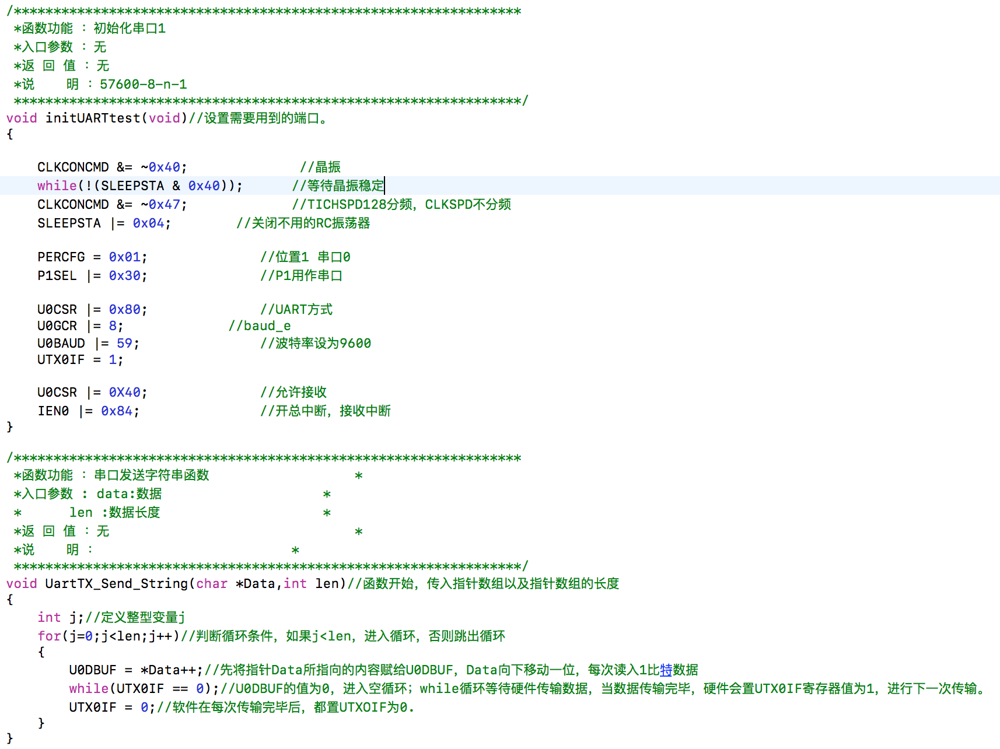 /****************************************************************
*函数功能 ：初始化串口1
*入口参数 ：无
*返 回 值 ：无
*说    明 ：57600-8-n-1
****************************************************************/
void initUARTtest(void)//设置需要用到的端口。
{
CLKCONCMD &= ~0x40;              //晶振
while(!(SLEEPSTA & 0x40));      //等待晶振稳定
CLKCONCMD &= ~0x47;             //TICHSPD128分频，CLKSPD不分频
SLEEPSTA |= 0x04;        //关闭不用的RC振荡器
PERCFG = 0x01;              //位置1 串口0
P1SEL |= 0x30;              //P1用作串口
U0CSR |= 0x80;              //UART方式
U0GCR |= 8;             //baud_e
U0BAUD |= 59;               //波特率设为9600
UTX0IF = 1;
U0CSR |= 0X40;              //允许接收
IEN0 |= 0x84;               //开总中断，接收中断
}
/****************************************************************
*函数功能 ：串口发送字符串函数                  *
*入口参数 : data:数据                    *
*      len :数据长度                     *
*返 回 值 ：无                               *
*说    明 ：                         *
****************************************************************/
void UartTX_Send_String(char *Data,int len)//函数开始，传入指针数组以及指针数组的长度
{
int j;//定义整型变量j
for(j=0;j<len;j++)//判断循环条件，如果j<len，进入循环，否则跳出循环
{
U0DBUF = *Data++;//先将指针Data所指向的内容赋给U0DBUF，Data向下移动一位，每次读入1比特数据
while(UTX0IF == 0);//U0DBUF的值为0，进入空循环；while循环等待硬件传输数据，当数据传输完毕，硬件会置UTX0IF寄存器值为1，进行下一次传输。
UTX0IF = 0;//软件在每次传输完毕后，都置UTXOIF为0.
}
}